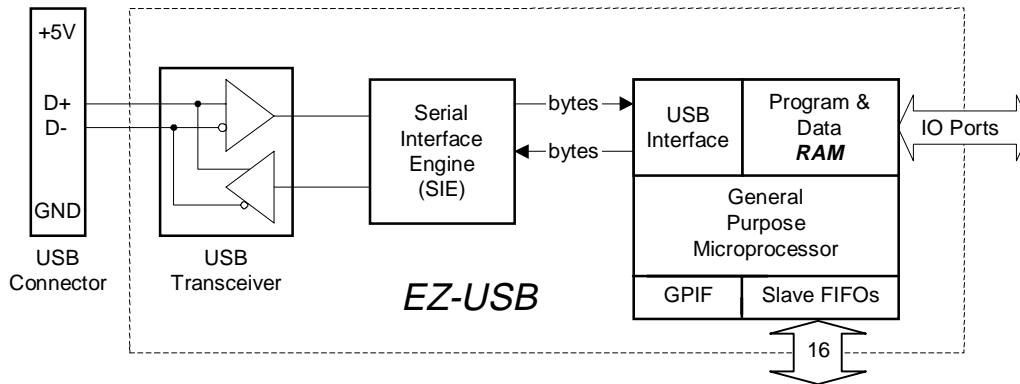 +5V
D+
D-
GND
USB
Connector
USB
Transceiver
Serial
Interface
Engine
(SIE)
bytes
bytes
USB
Interface
Program &
Data
RAM
IO Ports
General
Purpose
Microprocessor
GPIF
Slave FIFOs
EZ-USB
16